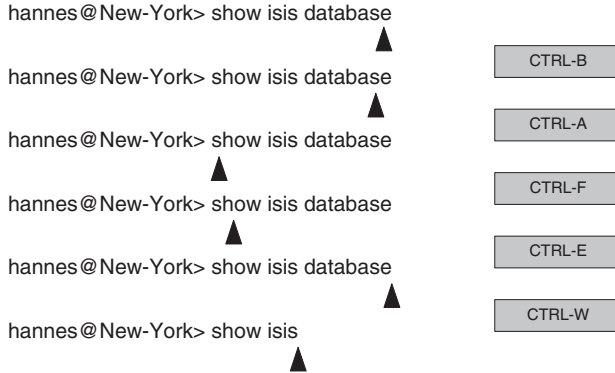 hannes@New-York> show isis database
CTRL-B
hannes@New-York> show isis database
CTRL-A
hannes@New-York> show isis database
CTRL-F
hannes@New-York> show isis database
CTRL-E
hannes@New-York> show isis database
CTRL-W
hannes@New-York> show isis